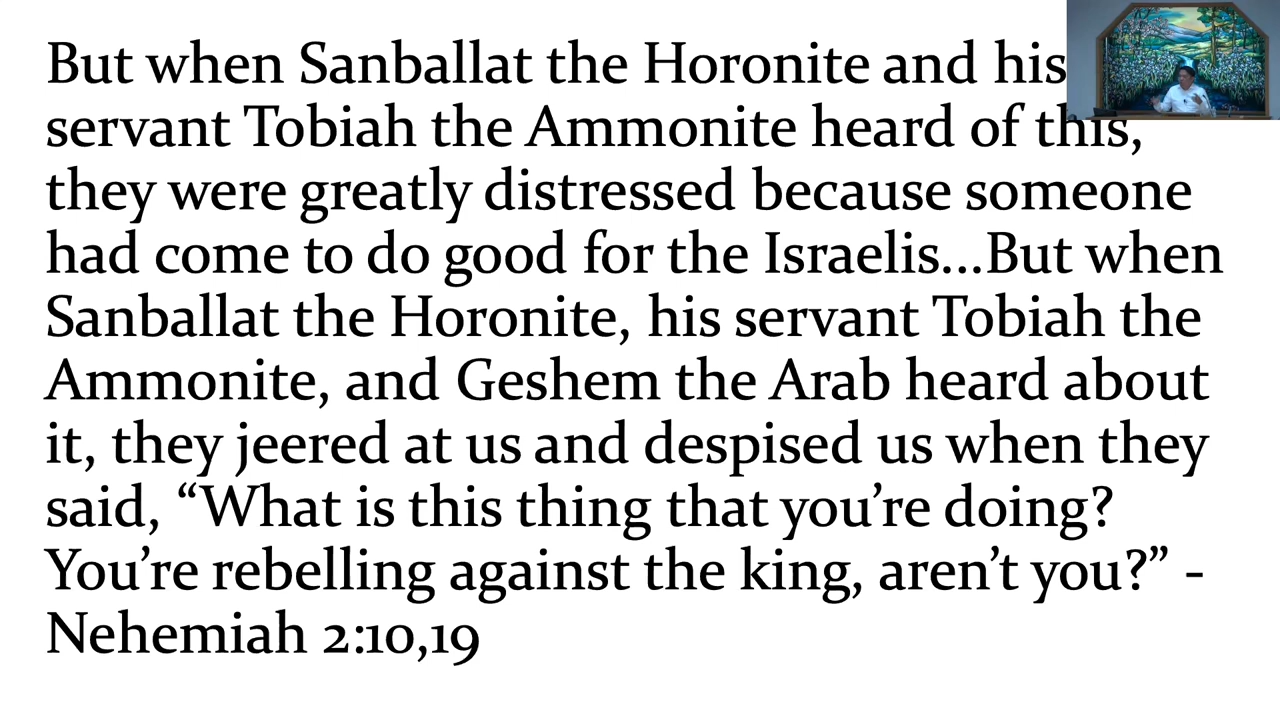 But when Sanballat the Horonite and his
servant Tobiah the Ammonite heard of this,
they were greatly distressed because someone
had come to do good for the Israelis...But when
Sanballat the Horonite, his servant Tobiah the
Ammonite, and Geshem the Arab heard about
it, they jeered at us and despised us when they
said, “What is this thing that you’re doing?
You’re rebelling against the king, aren’t you?” -
Nehemiah 2:10,19